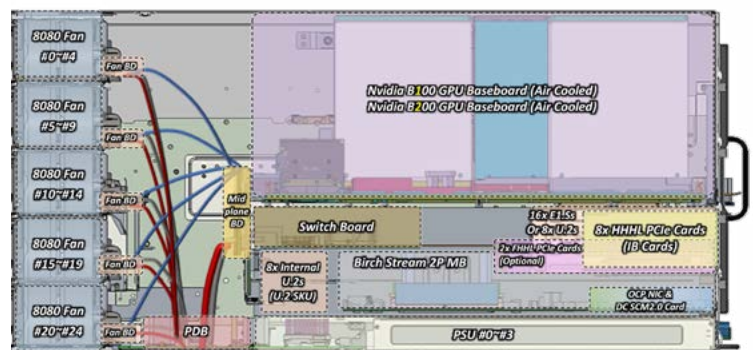 8080 Fan
#0~#4
Fan BD
8080 Fan
#5~#9
Fan BD
8080 Fan
#10~#14
Fan BD
8080 Fan
#15~#19
Fan BD
8080 Fan
#20~#24
Fan BD
PDB
Mid
plane
BD
Nvidia B100 GPU Baseboard (Air Cooled)
Nvidia B200 GPU Baseboard (Air Cooled)
Switch Board
16x E1.Ss
Or 8x U.2s
8x HHHL PCIe Cards
(IB Cards)
2x FHHL PCIe Cards
(Optional)
8x Internal
U.2s
(U.2 SKU)
Birch Stream 2P MB
OCP NIC &
DC SCM2.0 Card
PSU #0~#3